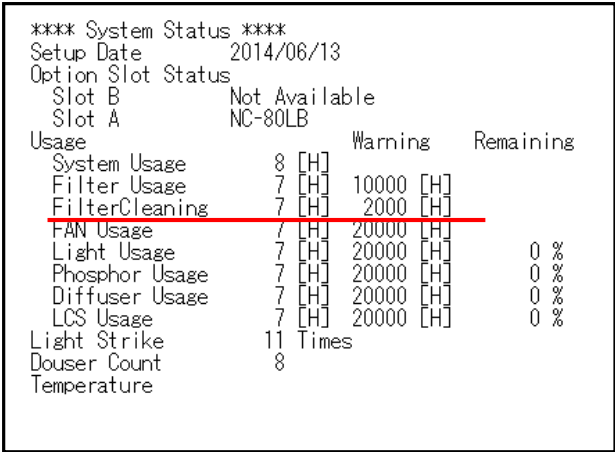 **** System Status ****
Setup Date 2014/06/13
Option Slot Status
Slot B Not Available
Slot A NC-80LB
Usage Warning Remaining
System Usage 8 [H]
Filter Usage 7 [H] 10000 [H]
FilterCleaning 7 [H] 2000 [H]
FAN Usage 7 [H] 20000 [H]
Light Usage 7 [H] 20000 [H] 0 %
Phosphor Usage 7 [H] 20000 [H] 0 %
Diffuser Usage 7 [H] 20000 [H] 0 %
LCS Usage 7 [H] 20000 [H] 0 %
Light Strike 11 Times
Douser Count 8
Temperature